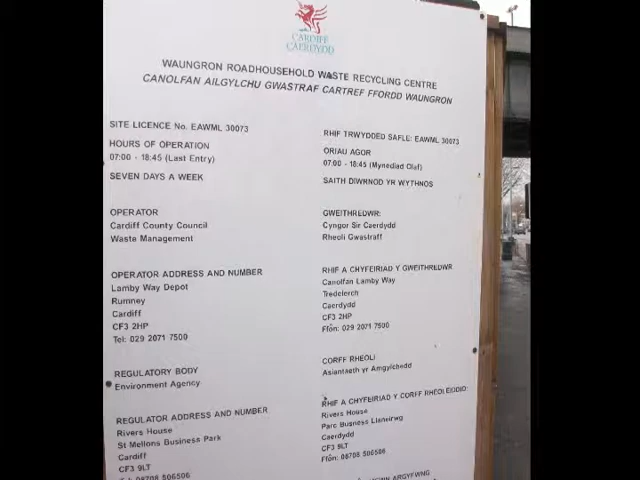 CARDIFF
CAERDYDD
WAUNGRON ROADHOUSEHOLD WASTE RECYCLING CENTRE
CANOLFAN AILGYLCHU GWASTRAF CARTREF FFORDD WAUNGRON
SITE LICENCE No. EAWML 30073
HOURS OF OPERATION
07:00 - 18:45 (Last Entry)
SEVEN DAYS A WEEK
OPERATOR
Cardiff County Council
Waste Management
OPERATOR ADDRESS AND NUMBER
Lamby Way Depot
Rumney
Cardiff
CF3 2HP
Tel: 029 2071 7500
REGULATORY BODY
Environment Agency
REGULATOR ADDRESS AND NUMBER
Rivers House
St Mellons Business Park
Cardiff
CF3 9LT
Tel: 08708 506506
RHIF TRWYDDED SAFLE: EAWML 30073
ORIAU AGOR
07:00 - 18:45 (Mynediad Olaf)
SAITH DIWRNOD YR WYTHNOS
GWEITHREDWR:
Cyngor Sir Caerdydd
Rheoli Gwastraff
RHIF A CHYFEIRIAD Y GWEITHREDWR
Canolfan Lamby Way
Tredelerch
Caerdydd
CF3 2HP
Ffôn: 029 2071 7500
CORFF RHEOLI
Asiantaeth yr Amgylchedd
RHIF A CHYFEIRIAD Y CORFF RHEOLEIDDIO:
Rivers House
Parc Business Llaneirwg
Caerdydd
CF3 9LT
Ffôn: 08708 506506